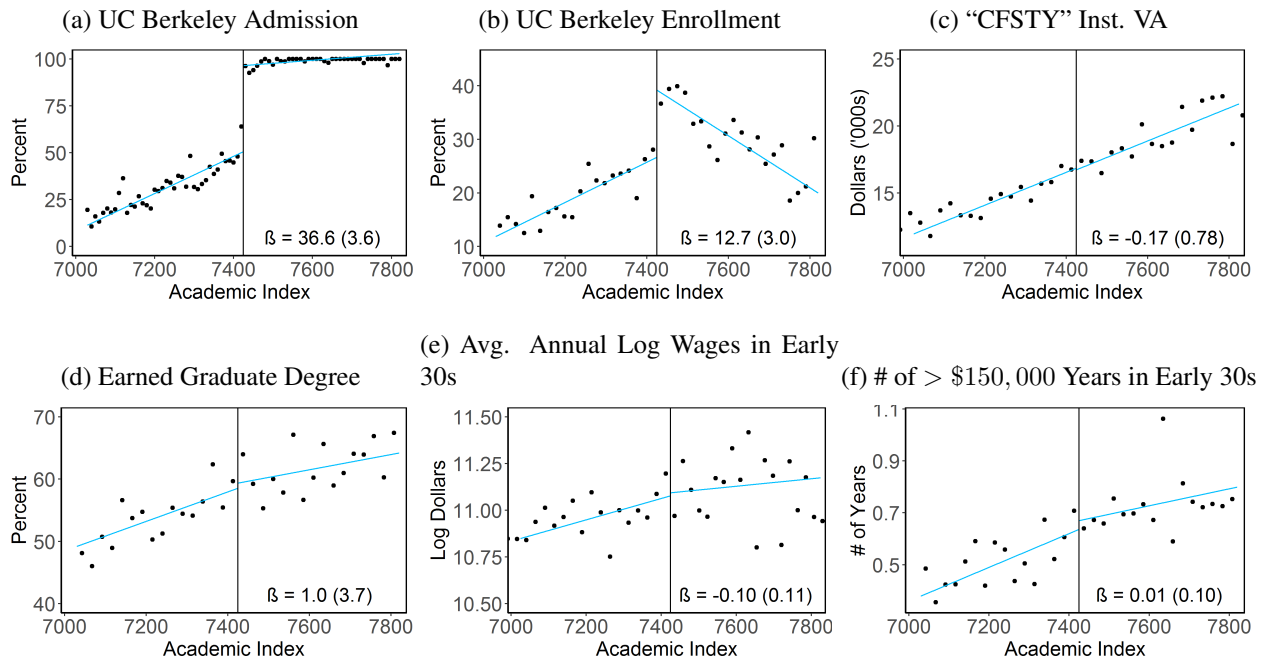 (a) UC Berkeley Admission
(b) UC Berkeley Enrollment
(c) “CFSTY” Inst. VA
100
75
50
25
0
Percent
ß = 36.6 (3.6)
7000 7200 7400 7600 7800
Academic Index
40
30
20
10
Percent
ß = 12.7 (3.0)
7000 7200 7400 7600 7800
Academic Index
25
20
15
Dollars ('000s)
ß = -0.17 (0.78)
7000 7200 7400 7600 7800
Academic Index
(d) Earned Graduate Degree
(e) Avg. Annual Log Wages in Early
30s
(f) # of > $150,000 Years in Early 30s
70
60
50
40
Percent
ß = 1.0 (3.7)
7000 7200 7400 7600 7800
Academic Index
11.50
11.25
11.00
10.75
10.50
Log Dollars
ß = -0.10 (0.11)
7000 7200 7400 7600 7800
Academic Index
1.1
0.9
0.7
0.5
# of Years
ß = 0.01 (0.10)
7000 7200 7400 7600 7800
Academic Index